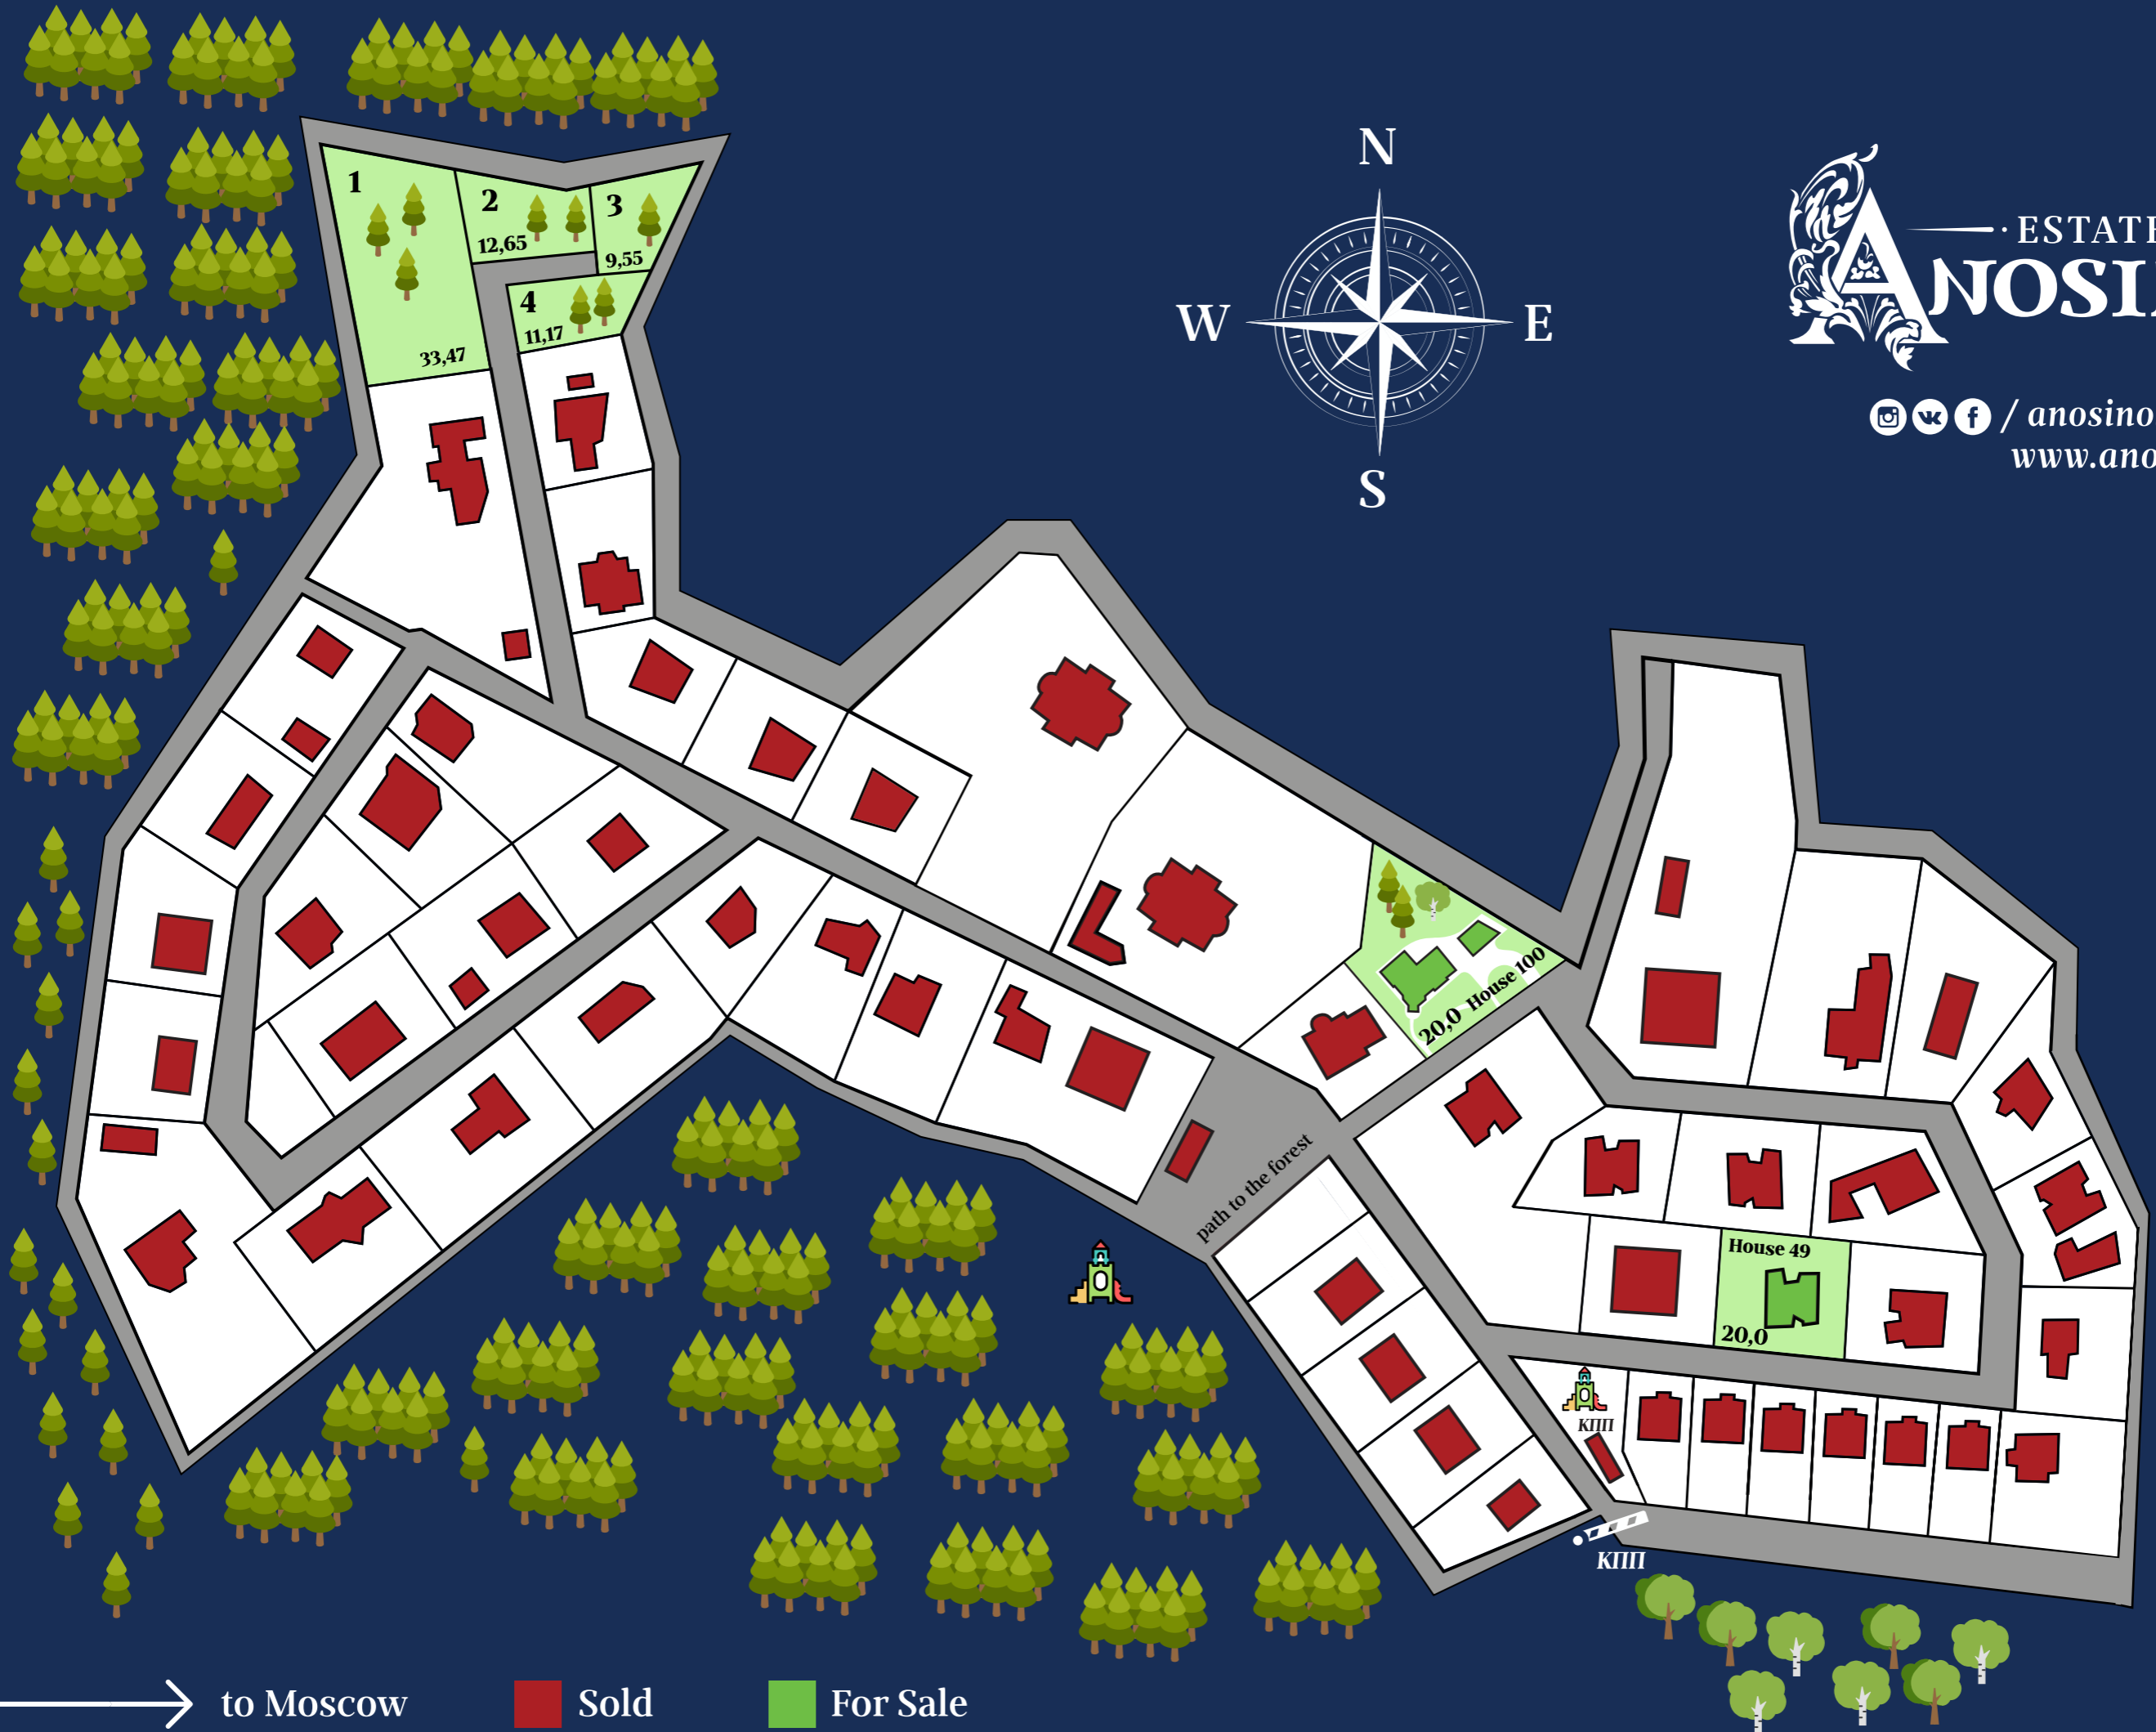 N
W
E
S
ESTATE
ANOSI
/ anosino
www.ano
1
2
3
12,65
9,55
4
11,17
33,47
House 100
20,0
path to the forest
House 49
20,0
КПП
КПП
to Moscow
Sold
For Sale